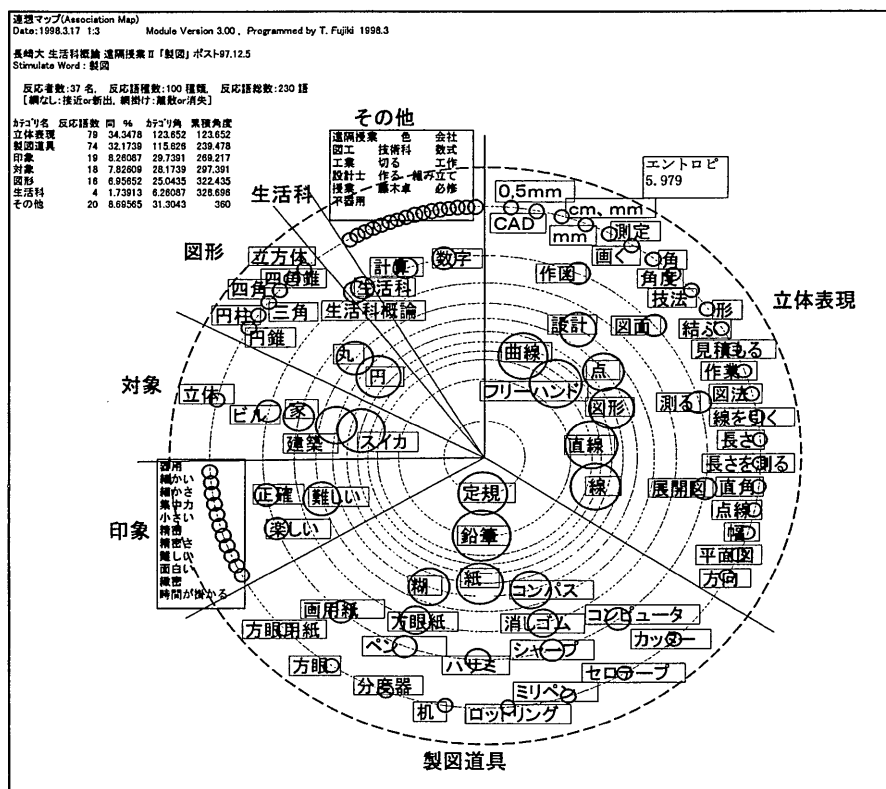 連想マップ(Association Map)
Date:1998.3.17 1:3 Module Version 3.00 , Programmed by T. Fujiki 1998.3
長崎大 生活科概論 遠隔授業Ⅱ「製図」ポスト97.12.5
Stimulate Word : 製図
反応者数:37 名, 反応語種数:100 種類, 反応語総数:230 語
[網なし:接近or新出, 網掛け:離散or消失]
ｶﾃｺﾞﾘ名 反応語数 同 % ｶﾃｺﾞﾘ角 累積角度
立体表現 79 34.3478 123.652 123.652
製図道具 74 32.1739 115.826 239.478
印象 19 8.26087 29.7391 269.217
対象 18 7.82609 28.1739 297.391
図形 16 6.95652 25.0435 322.435
生活科 4 1.73913 6.26087 328.696
その他 20 8.69565 31.3043 360
その他
遠隔授業 色 会社
図工 技術科 数式
工業 切る 工作
設計士 作る 組み立て
授業 藤木卓 必修
不器用
エントロピ
5.979
生活科
0.5mm
CAD
cm、mm
mm
測定
画く
角
角度
技法
形
結ぶ
見積もる
作業
図法
線を引く
長さ
長さを測る
直角
点線
幅
平面図
方向
立体表現
図形
立方体
四角錐
四角
三角
円柱
円錐
計算
数字
生活科
生活科概論
作図
設計
図面
曲線
フリーハンド
点
図形
測る
直線
線
展開図
丸
円
対象
立体
ビル
家
建築
スイカ
印象
器用
細かい
細かさ
集中力
小さい
精密
精密さ
難しい
面白い
緻密
時間が掛かる
正確
難しい
楽しい
定規
鉛筆
紙
糊
コンパス
画用紙
方眼用紙
方眼紙
消しゴム
コンピュータ
カッター
ペン
ハサミ
シャープ
セロテープ
方眼
分度器
机
ロットリング
ミリペン
製図道具